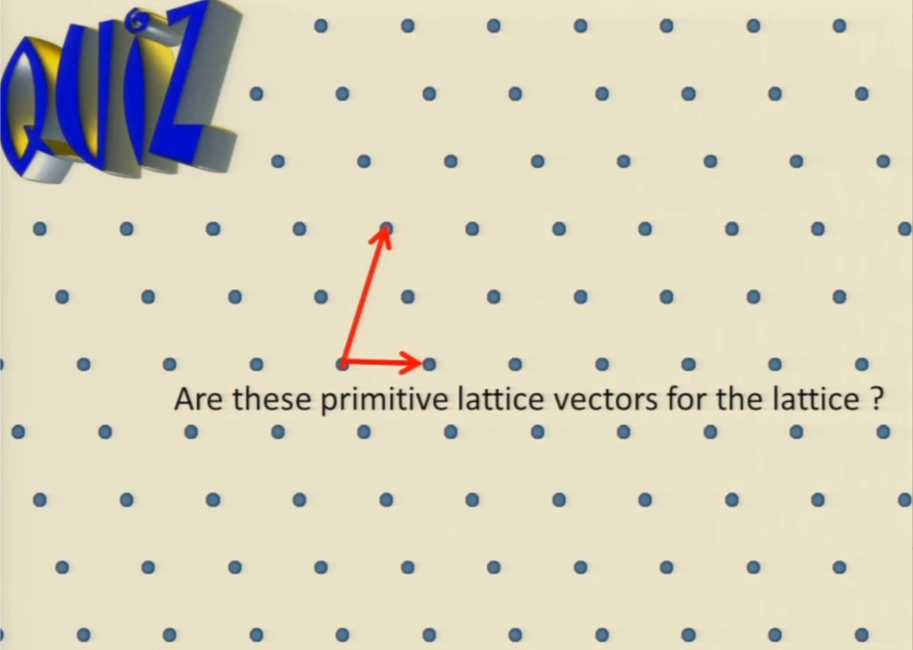 QUiZ
Are these primitive lattice vectors for the lattice ?